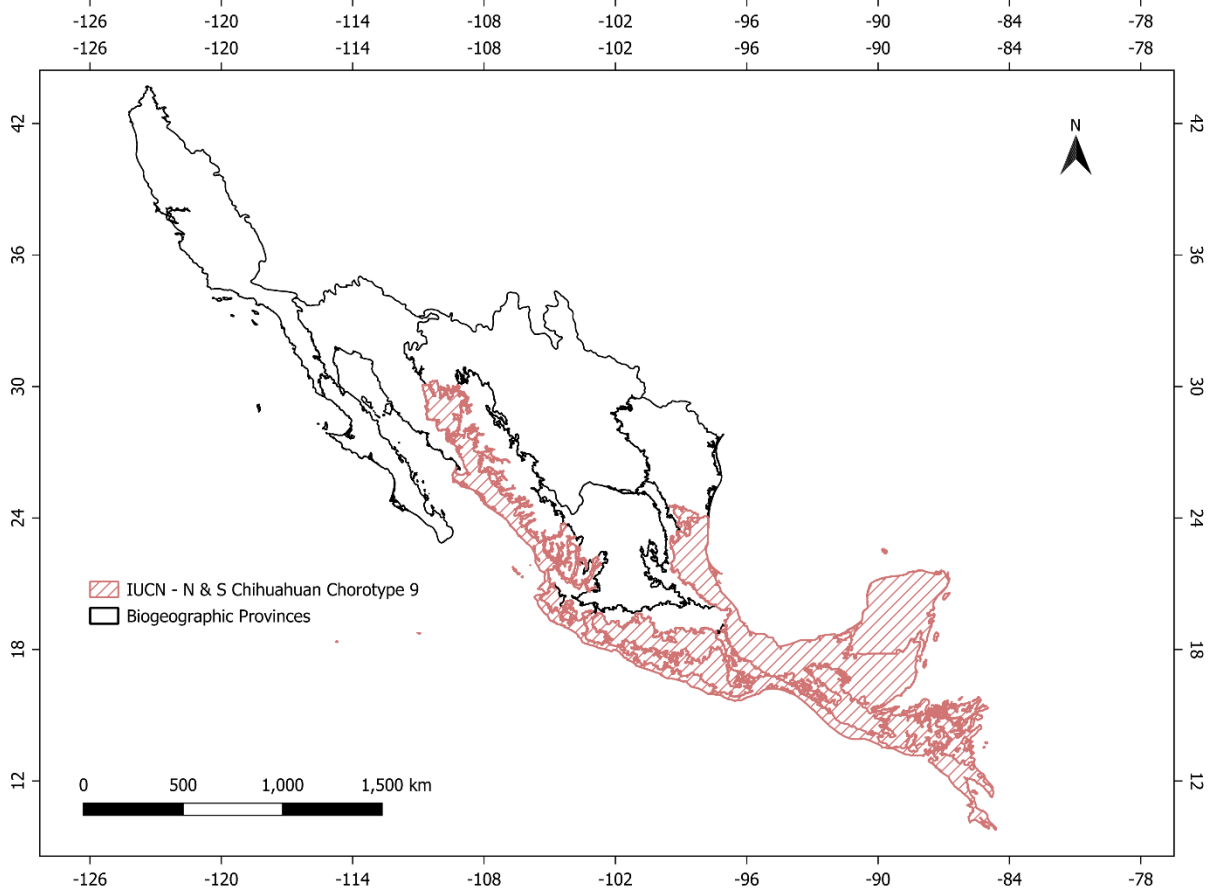 -126 -120 -114 -108 -102 -96 -90 -84 -78
-126 -120 -114 -108 -102 -96 -90 -84 -78
42 42
N
36 36
30 30
24 24
IUCN - N & S Chihuahuan Chorotype 9
Biogeographic Provinces
18 18
12 12
0 500 1,000 1,500 km
-126 -120 -114 -108 -102 -96 -90 -84 -78